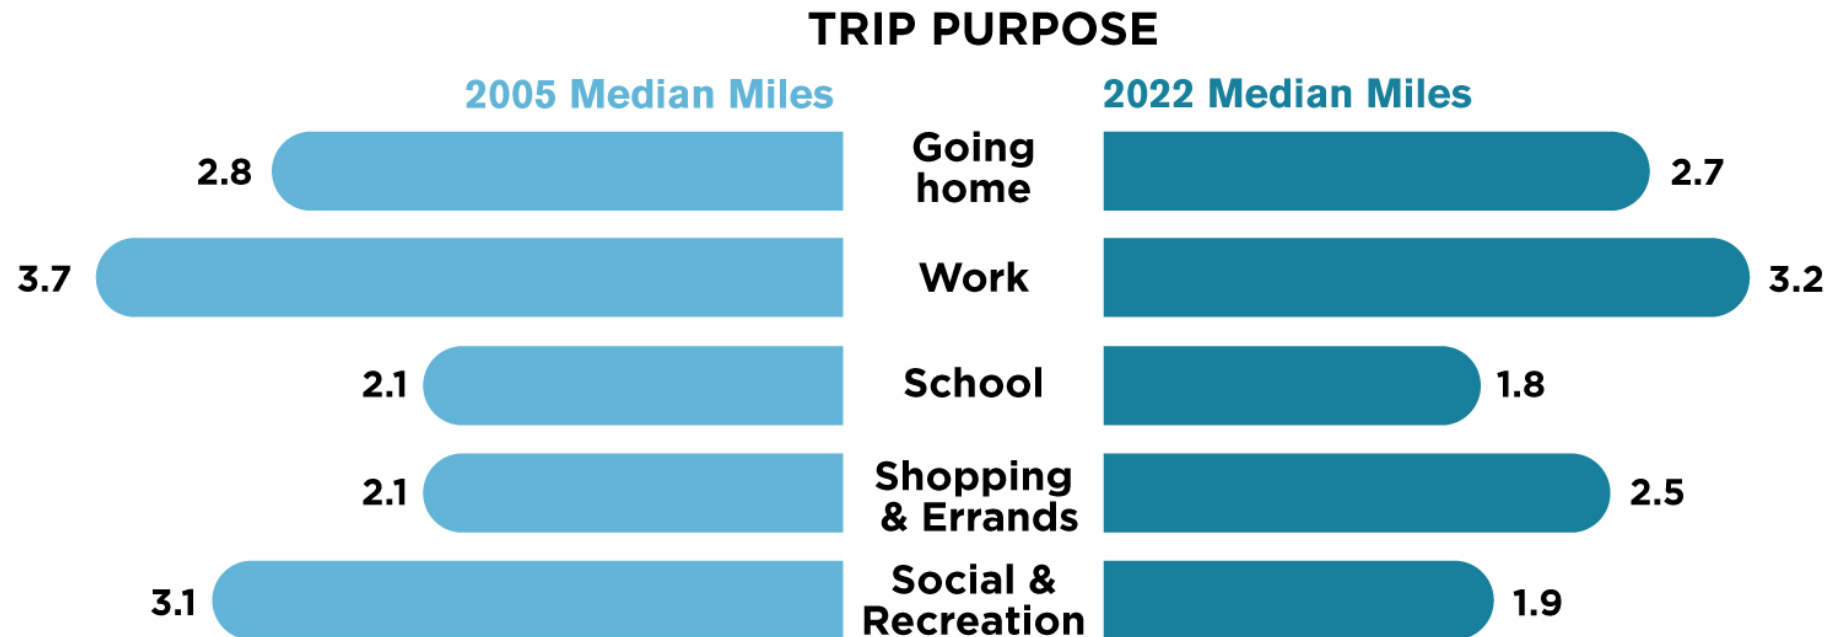 TRIP PURPOSE
2005 Median Miles
2022 Median Miles
2.8
Going
home
2.7
3.7
Work
3.2
2.1
School
1.8
2.1
Shopping
& Errands
2.5
3.1
Social &
Recreation
1.9